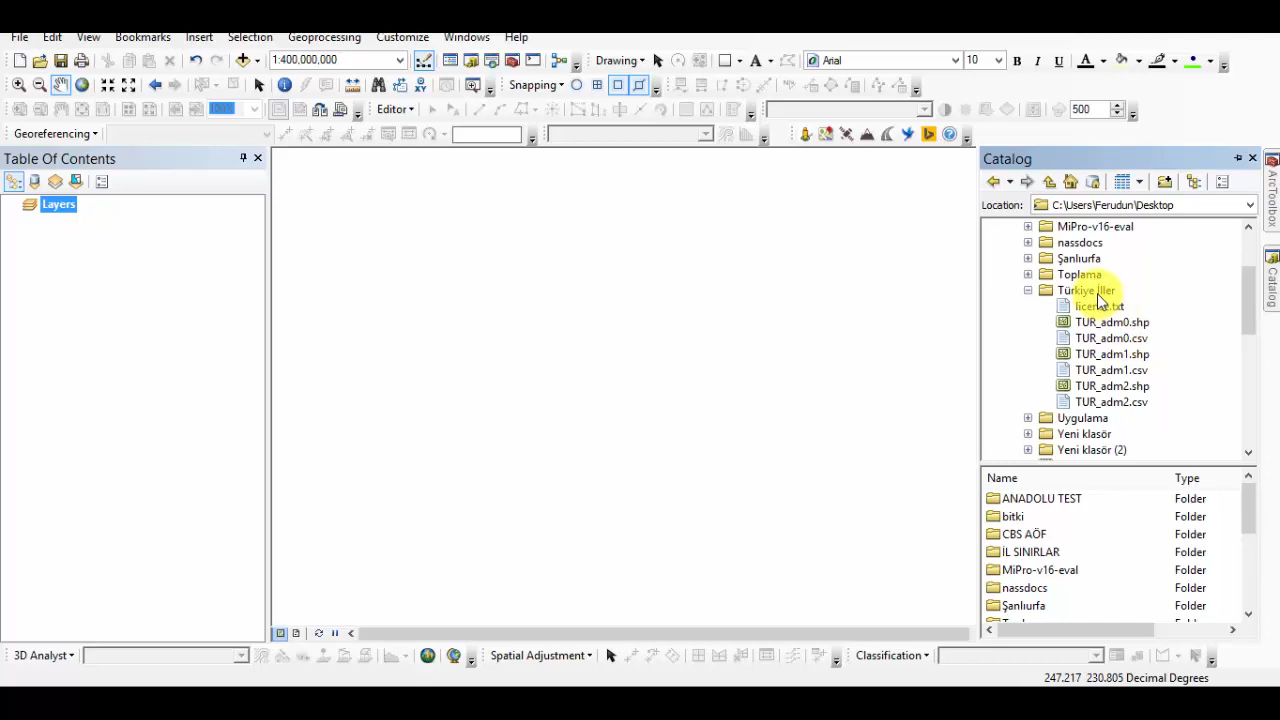 File Edit View Bookmarks Insert Selection Geoprocessing Customize Windows Help
1:400,000,000 Drawing Arial 10 B I U A
Snapping
100% Editor 500
Georeferencing
Table Of Contents
Layers
Catalog
Location: C:\Users\Ferudun\Desktop
MiPro-v16-eval
nassdocs
Şanlıurfa
Toplama
Türkiye İller
TUR_adm0.shp
TUR_adm0.csv
TUR_adm1.shp
TUR_adm1.csv
TUR_adm2.shp
TUR_adm2.csv
Uygulama
Yeni klasör
Yeni klasör (2)
Name Type
ANADOLU TEST Folder
bitki Folder
CBS AÖF Folder
İL SINIRLAR Folder
MiPro-v16-eval Folder
nassdocs Folder
Şanlıurfa Folder
ArcToolbox
Catalog
3D Analyst Spatial Adjustment Classification
247.217 230.805 Decimal Degrees